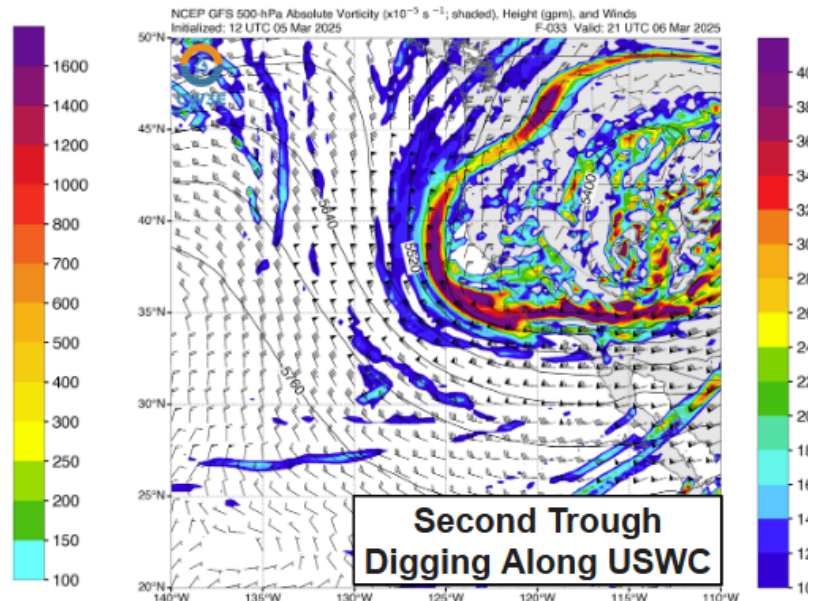 NCEP GFS 500-hPa Absolute Vorticity (x10⁻⁵ s⁻¹; shaded), Height (gpm), and Winds
Initialized: 12 UTC 05 Mar 2025 F-033 Valid: 21 UTC 06 Mar 2025
1600
1400
1200
1000
800
700
600
500
400
300
250
200
150
100
50°N
45°N
40°N
35°N
30°N
25°N
20°N
5640
5520
5760
Second Trough
Digging Along USWC
140°W 135°W 130°W 125°W 120°W 115°W 110°W